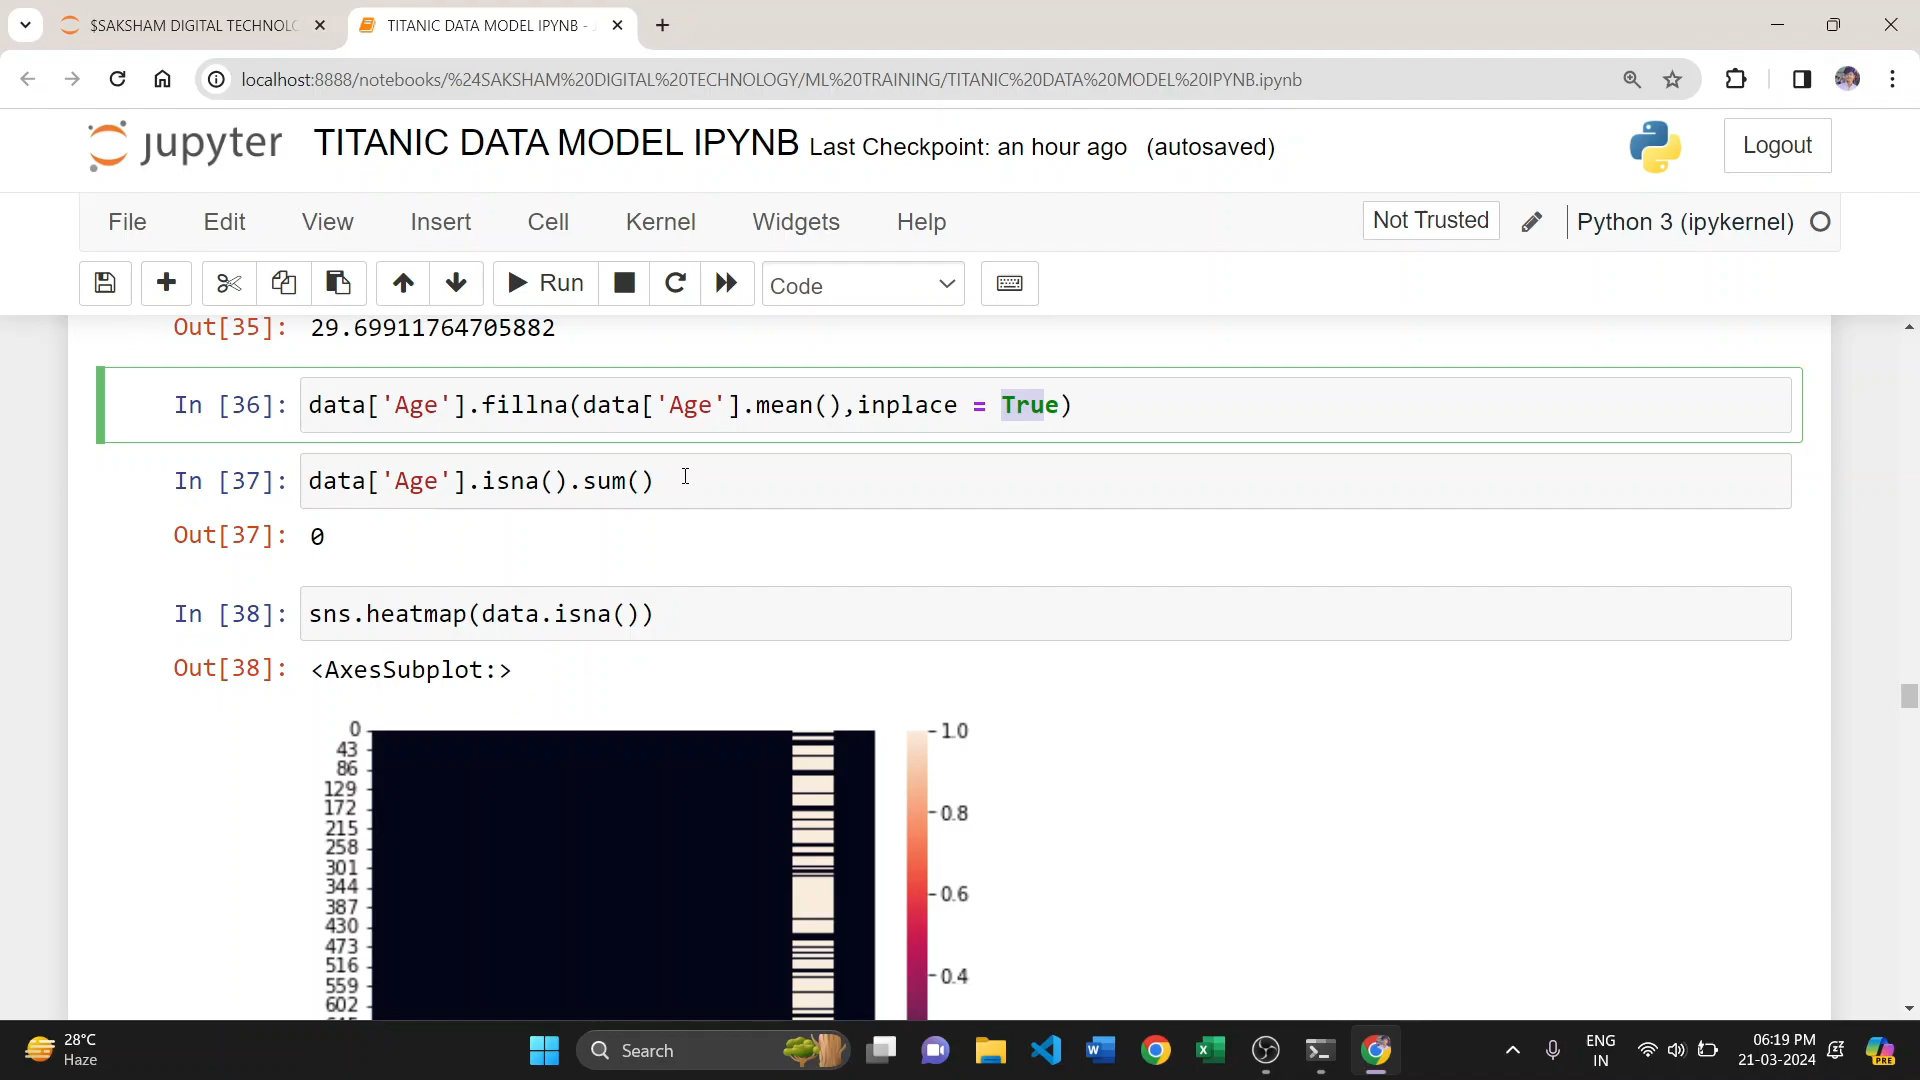 $SAKSHAM DIGITAL TECHNOLO
TITANIC DATA MODEL IPYNB -
localhost:8888/notebooks/%24SAKSHAM%20DIGITAL%20TECHNOLOGY/ML%20TRAINING/TITANIC%20DATA%20MODEL%20IPYNB.ipynb
jupyter TITANIC DATA MODEL IPYNB Last Checkpoint: an hour ago (autosaved)
Logout
File Edit View Insert Cell Kernel Widgets Help
Not Trusted Python 3 (ipykernel)
Run Code
Out[35]: 29.69911764705882
In [36]: data['Age'].fillna(data['Age'].mean(),inplace = True)
In [37]: data['Age'].isna().sum()
Out[37]: 0
In [38]: sns.heatmap(data.isna())
Out[38]: <AxesSubplot:>
0
43
86
129
172
215
258
301
344
387
430
473
516
559
602
1.0
0.8
0.6
0.4
28°C
Haze
Search
ENG
IN
06:19 PM
21-03-2024
PRE